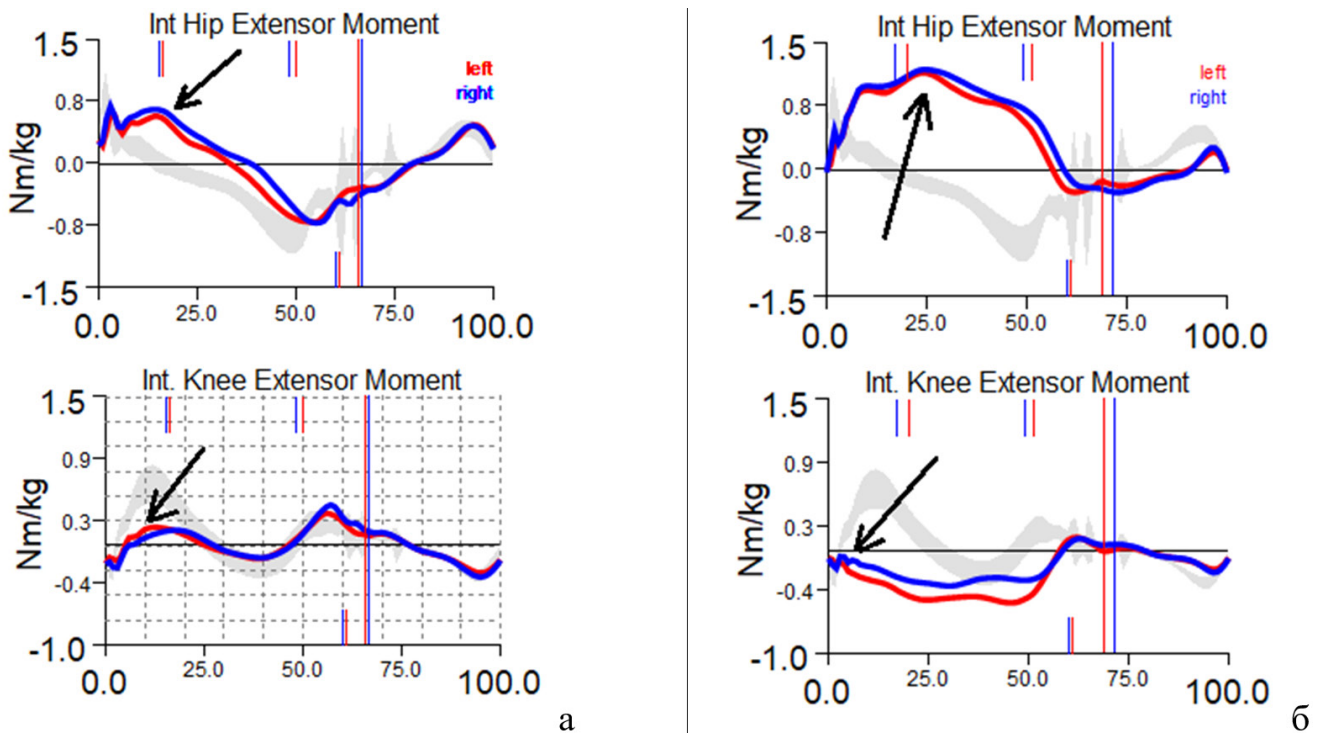 Int Hip Extensor Moment
1.5
0.8
0.0
-0.8
-1.5
Nm/kg
left
right
0.0 25.0 50.0 75.0 100.0
Int. Knee Extensor Moment
1.5
0.9
0.3
-0.4
-1.0
Nm/kg
0.0 25.0 50.0 75.0 100.0
а
Int Hip Extensor Moment
1.5
0.8
0.0
-0.8
-1.5
Nm/kg
left
right
0.0 25.0 50.0 75.0 100.0
Int. Knee Extensor Moment
1.5
0.9
0.3
-0.4
-1.0
Nm/kg
0.0 25.0 50.0 75.0 100.0
б